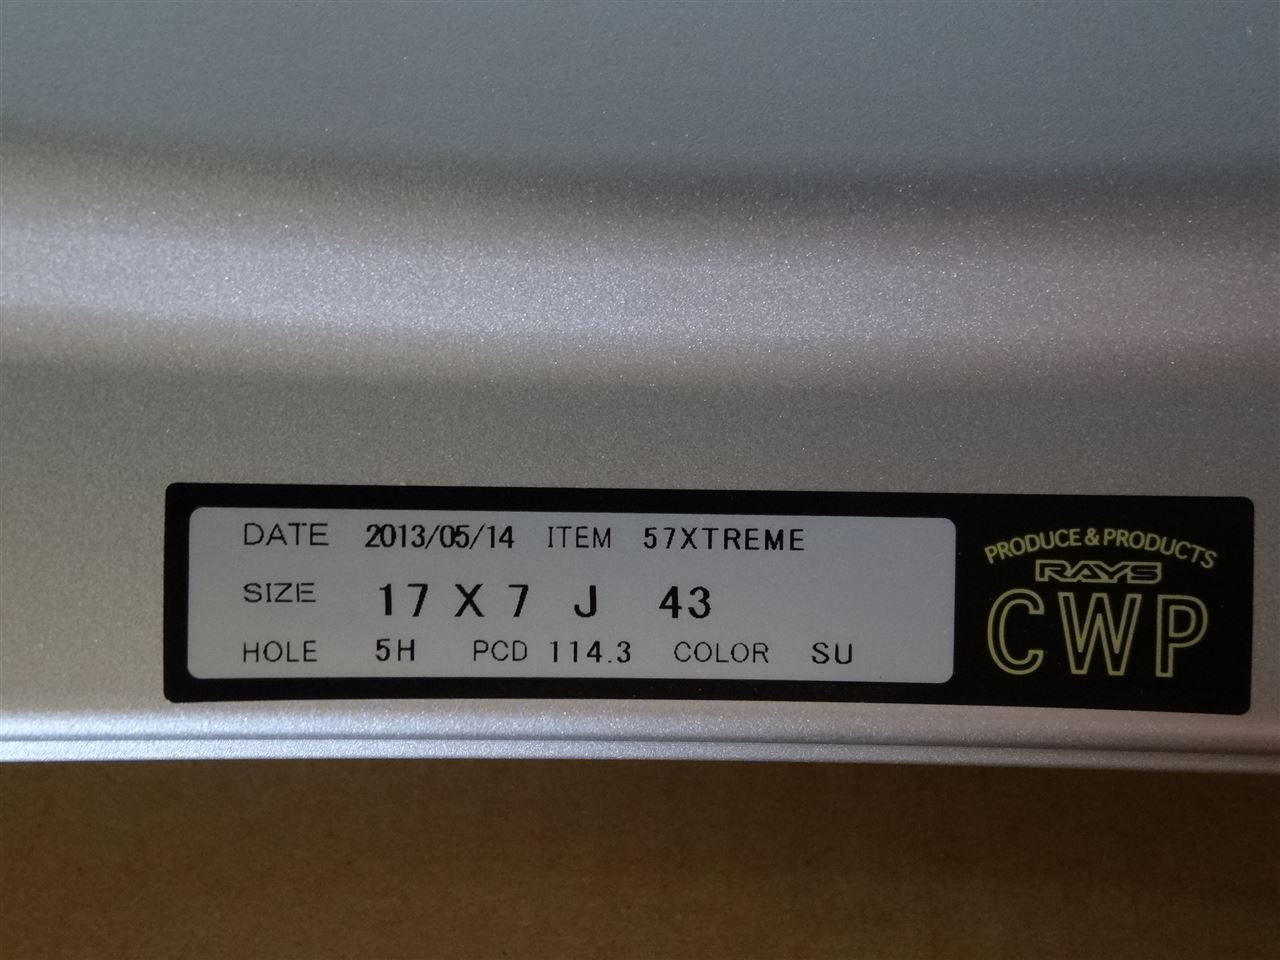 DATE 2013/05/14 ITEM 57XTREME
SIZE 17 X 7 J 43
HOLE 5H PCD 114.3 COLOR SU
PRODUCE & PRODUCTS
RAYS
CWP